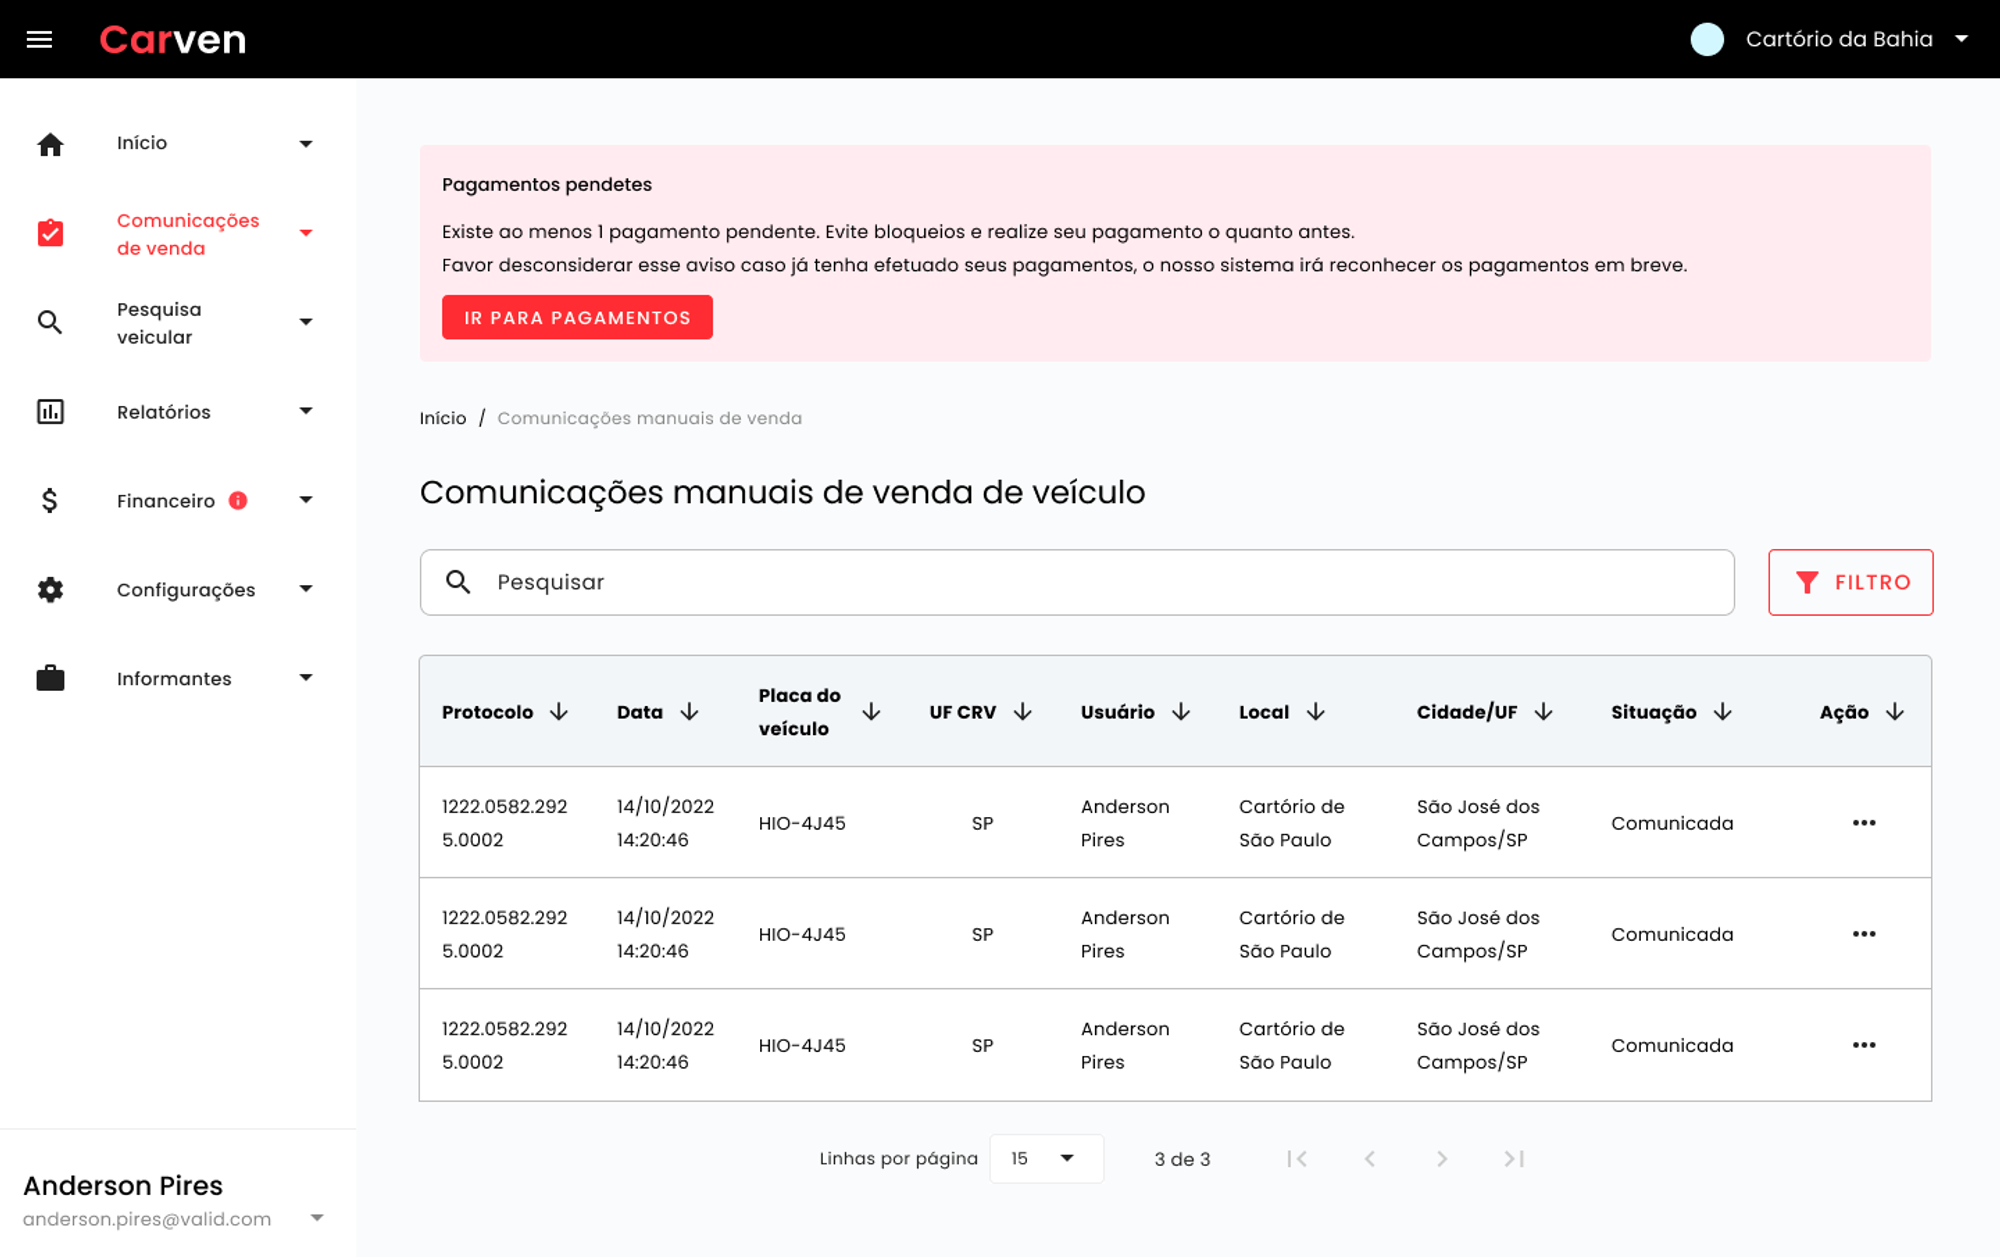 Carven
Cartório da Bahia
Início
Comunicações
de venda
Pesquisa
veicular
Relatórios
Financeiro
Configurações
Informantes
Anderson Pires
anderson.pires@valid.com
Pagamentos pendetes
Existe ao menos 1 pagamento pendente. Evite bloqueios e realize seu pagamento o quanto antes.
Favor desconsiderar esse aviso caso já tenha efetuado seus pagamentos, o nosso sistema irá reconhecer os pagamentos em breve.
IR PARA PAGAMENTOS
Início / Comunicações manuais de venda
Comunicações manuais de venda de veículo
Pesquisar
FILTRO
Protocolo
Data
Placa do
veículo
UF CRV
Usuário
Local
Cidade/UF
Situação
Ação
1222.0582.292
5.0002
14/10/2022
14:20:46
HIO-4J45
SP
Anderson
Pires
Cartório de
São Paulo
São José dos
Campos/SP
Comunicada
1222.0582.292
5.0002
14/10/2022
14:20:46
HIO-4J45
SP
Anderson
Pires
Cartório de
São Paulo
São José dos
Campos/SP
Comunicada
1222.0582.292
5.0002
14/10/2022
14:20:46
HIO-4J45
SP
Anderson
Pires
Cartório de
São Paulo
São José dos
Campos/SP
Comunicada
Linhas por página 15
3 de 3